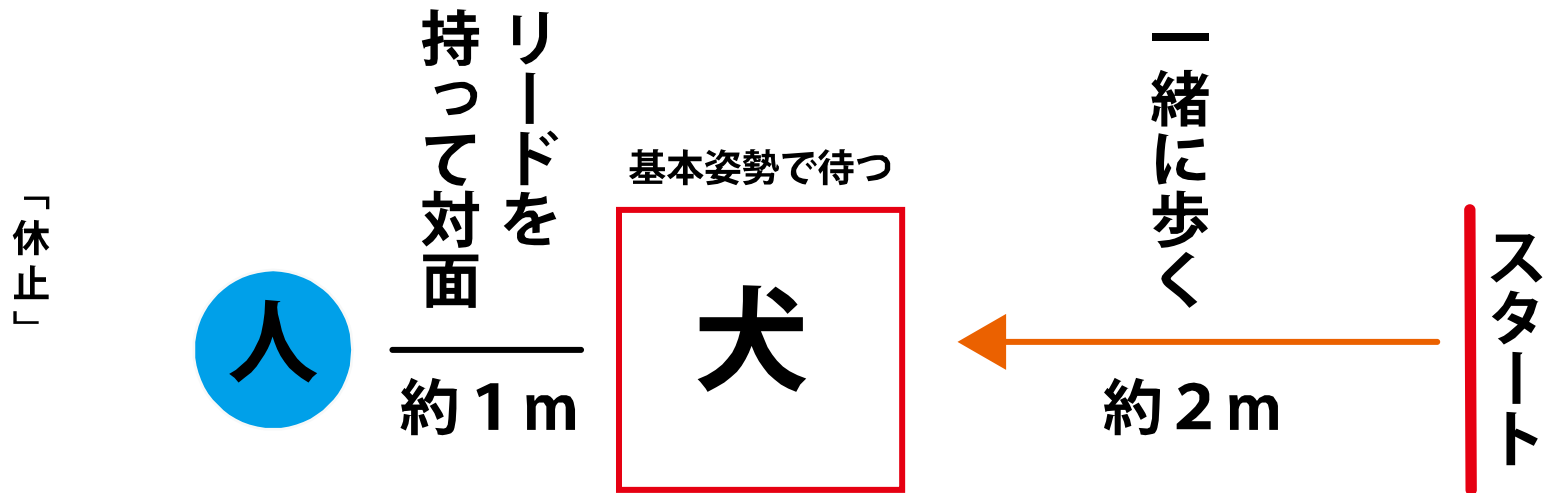 スタート
一緒に歩く
約2m
基本姿勢で待つ
犬
リードを
持って対面
約1m
人
「休止」